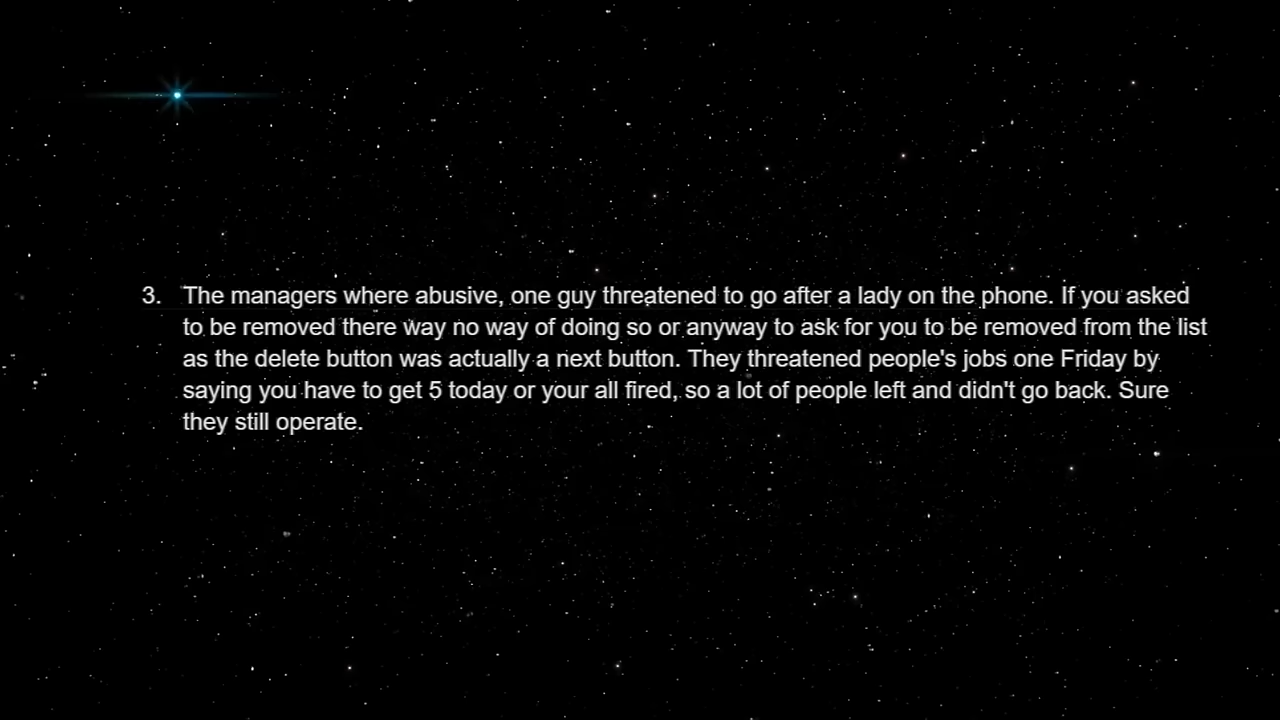 3. The managers where abusive, one guy threatened to go after a lady on the phone. If you asked
to be removed there way no way of doing so or anyway to ask for you to be removed from the list
as the delete button was actually a next button. They threatened people's jobs one Friday by
saying you have to get 5 today or your all fired, so a lot of people left and didn't go back. Sure
they still operate.